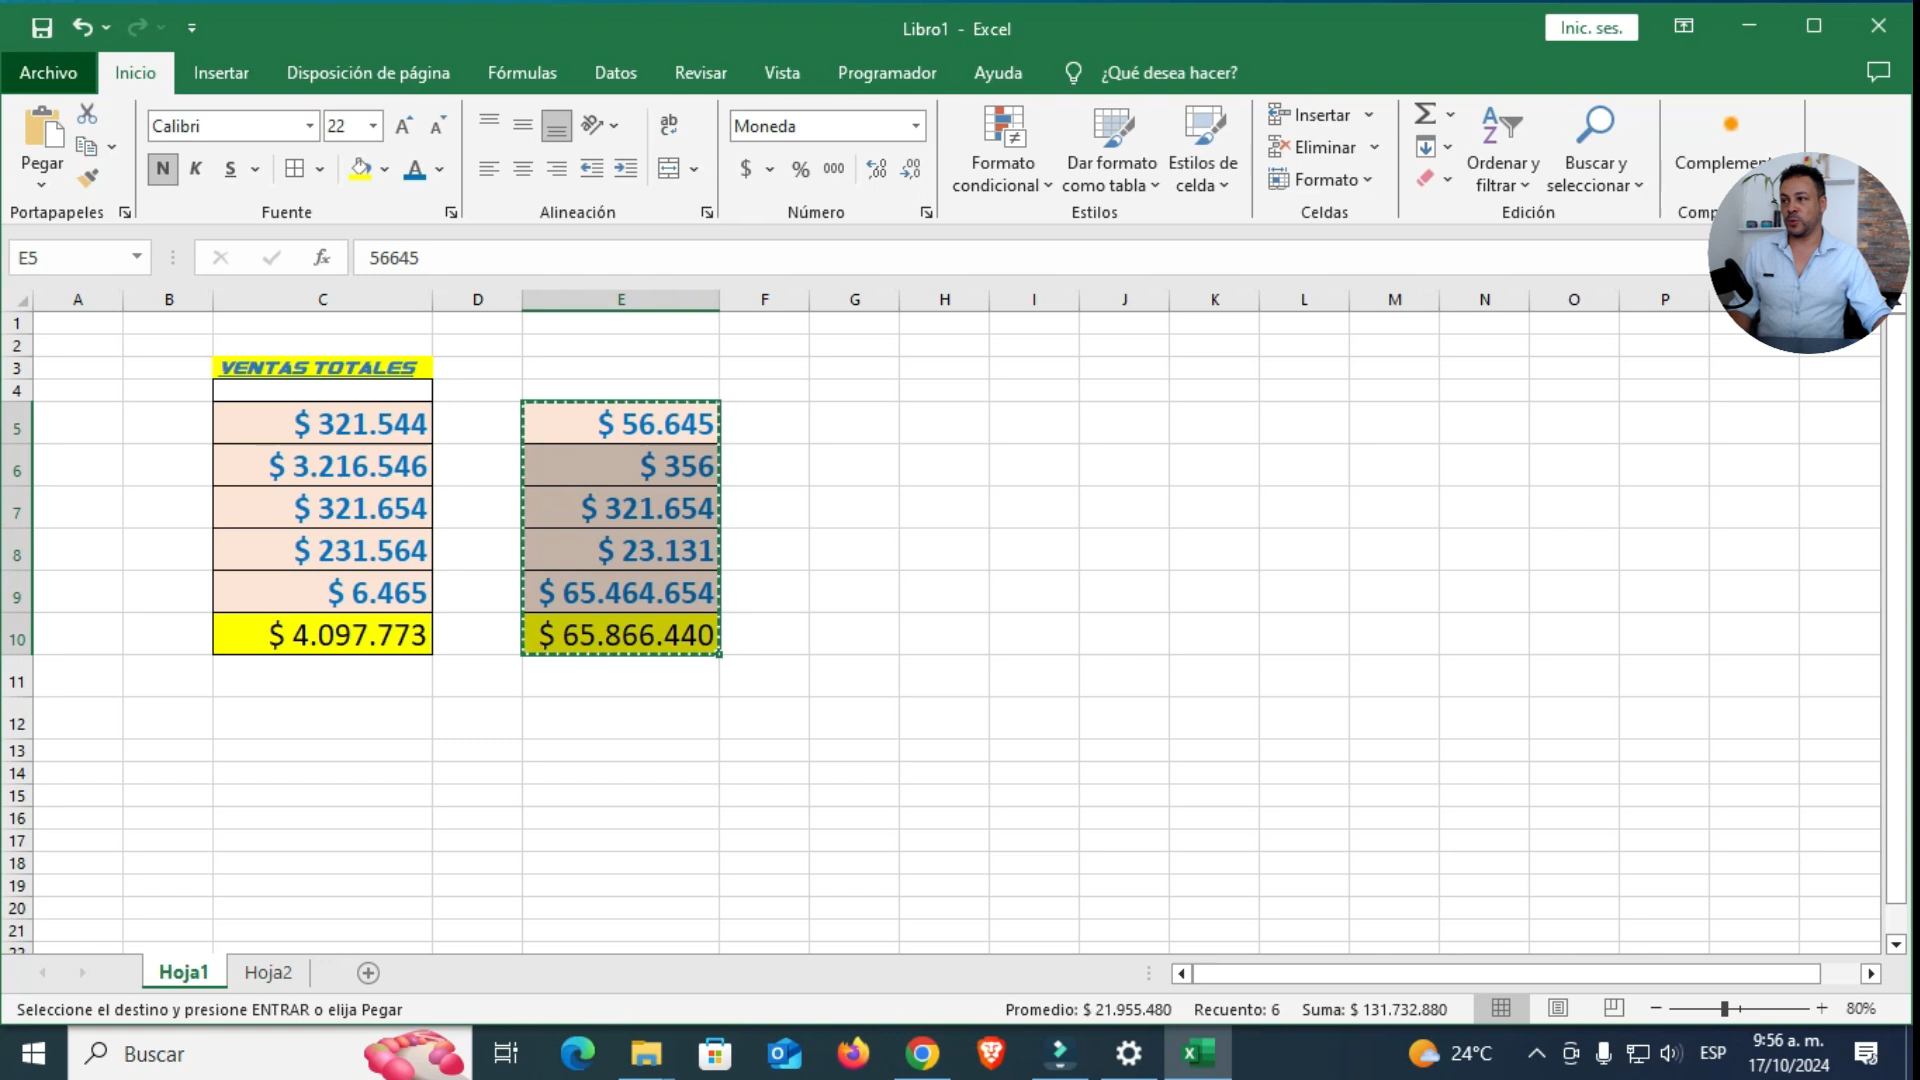 Libro1 - Excel
Inic. ses.
Archivo
Inicio
Insertar
Disposición de página
Fórmulas
Datos
Revisar
Vista
Programador
Ayuda
¿Qué desea hacer?
Pegar
Portapapeles
Calibri
22
N K S
A
Fuente
ab
Alineación
Moneda
$ % 000
Número
Formato condicional
Dar formato como tabla
Estilos de celda
Estilos
Insertar
Eliminar
Formato
Celdas
Ordenar y filtrar
Buscar y seleccionar
Edición
E5
fx
56645
A B C D E F G H I J K L M N O P
1
2
3 VENTAS TOTALES
4
5 $ 321.544 $ 56.645
6 $ 3.216.546 $ 356
7 $ 321.654 $ 321.654
8 $ 231.564 $ 23.131
9 $ 6.465 $ 65.464.654
10 $ 4.097.773 $ 65.866.440
11
12
13
14
15
16
17
18
19
20
21
22
Hoja1
Hoja2
Seleccione el destino y presione ENTRAR o elija Pegar
Promedio: $ 21.955.480
Recuento: 6
Suma: $ 131.732.880
80%
Buscar
24°C
ESP
9:56 a. m.
17/10/2024